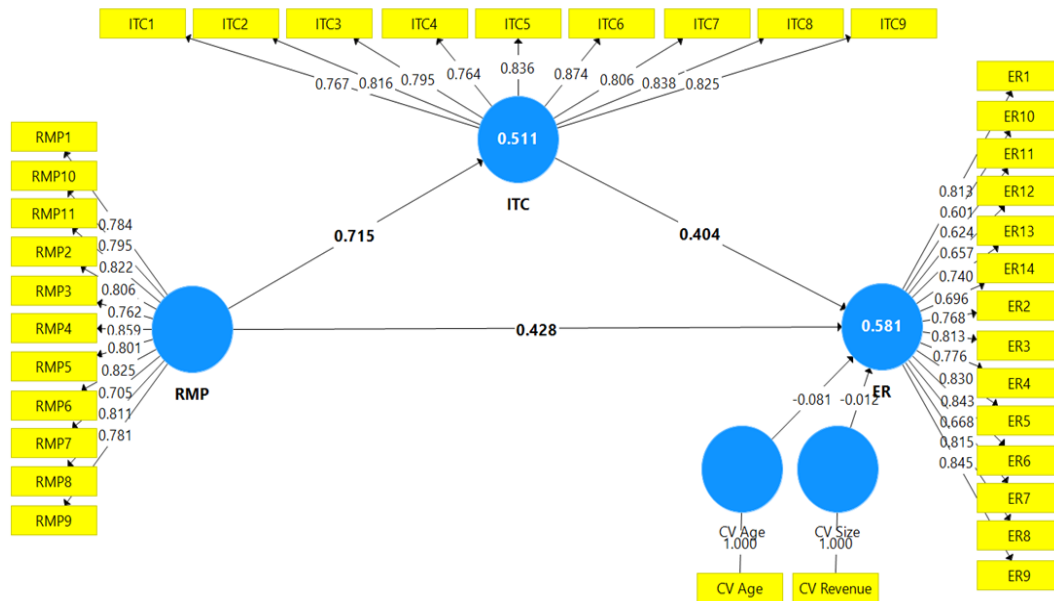 ITC1 ITC2 ITC3 ITC4 ITC5 ITC6 ITC7 ITC8 ITC9
0.767 0.816 0.795 0.764 0.836 0.874 0.806 0.838 0.825
0.511
ITC
RMP1
RMP10
RMP11
RMP2
RMP3
RMP4
RMP5
RMP6
RMP7
RMP8
RMP9
0.784
0.795
0.822
0.806
0.762
0.859
0.801
0.825
0.705
0.811
0.781
RMP
0.715
0.404
0.428
0.581
ER
0.813
0.601
0.624
0.657
0.740
0.696
0.768
0.813
0.776
0.830
0.843
0.668
0.815
0.845
ER1
ER10
ER11
ER12
ER13
ER14
ER2
ER3
ER4
ER5
ER6
ER7
ER8
ER9
-0.081 -0.012
CV Age CV Size
1.000 1.000
CV Age CV Revenue